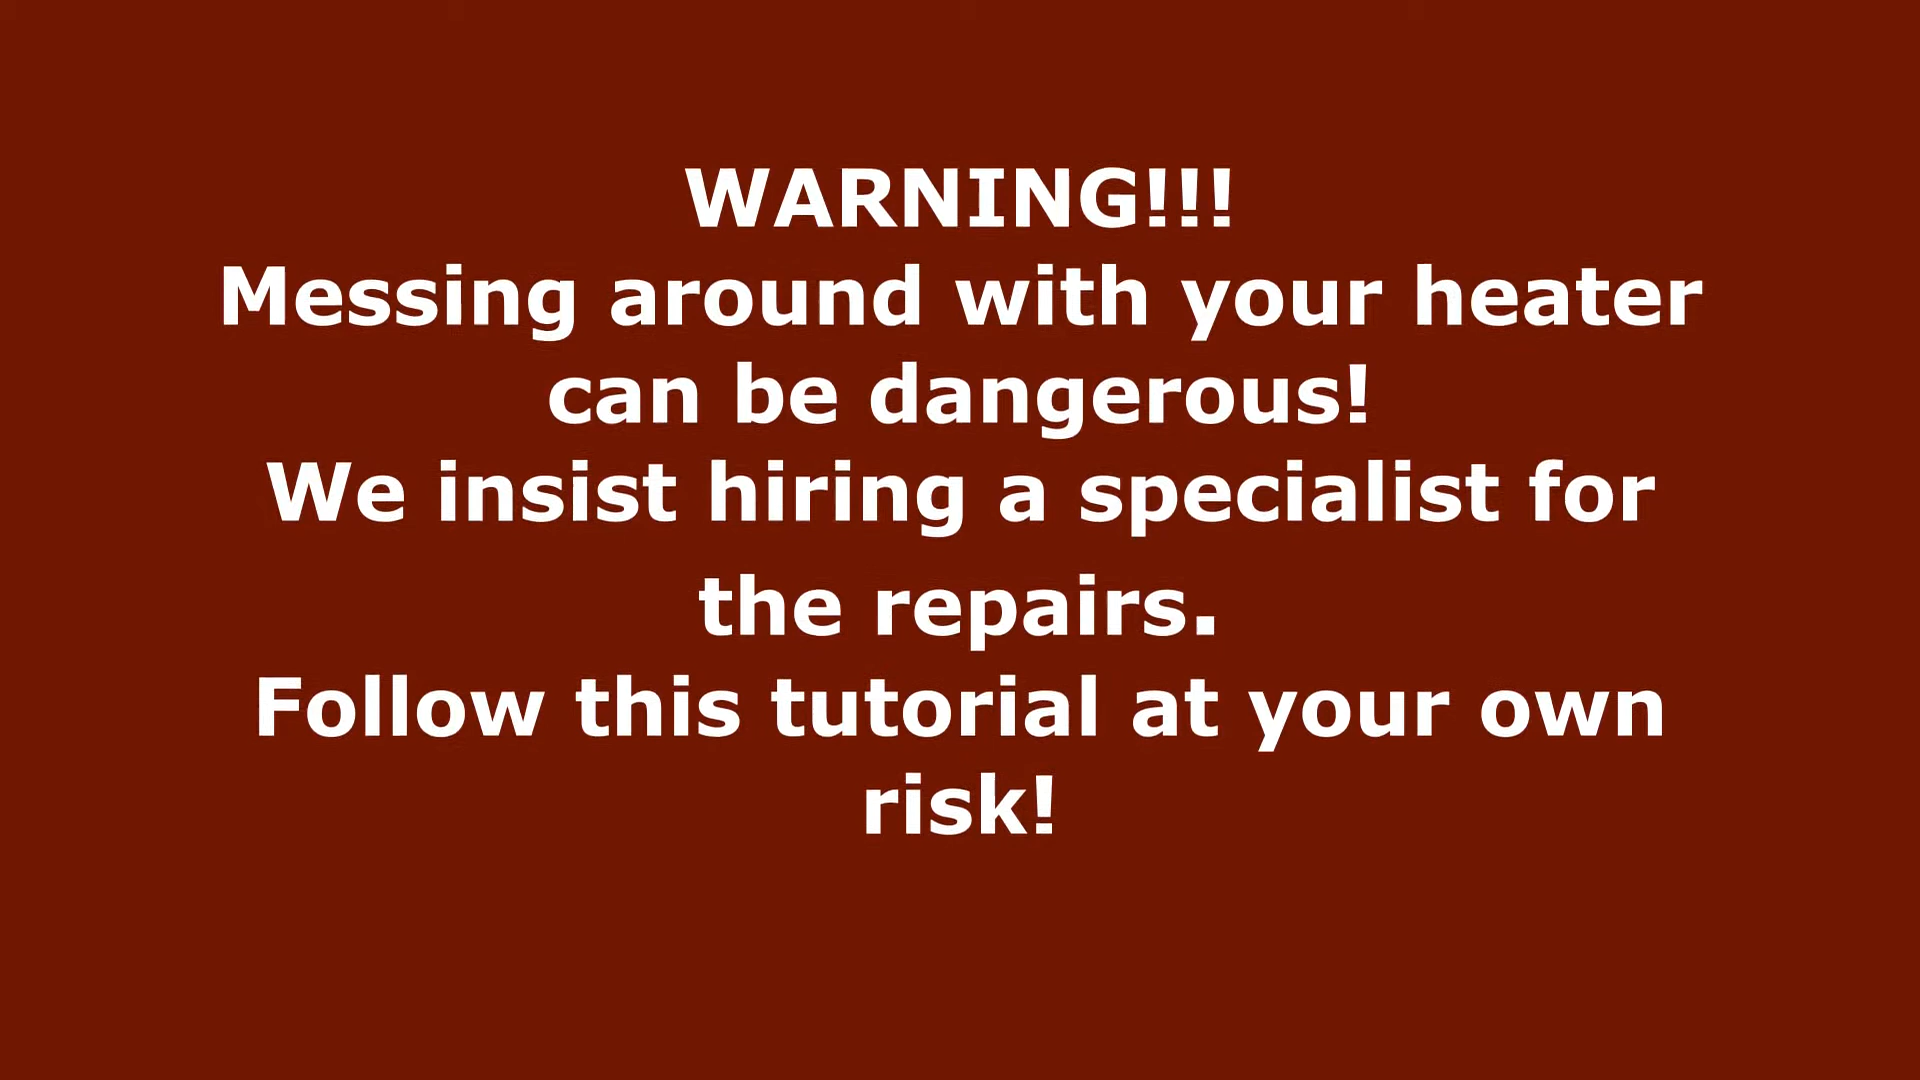 WARNING!!!
Messing around with your heater
can be dangerous!
We insist hiring a specialist for
the repairs.
Follow this tutorial at your own
risk!